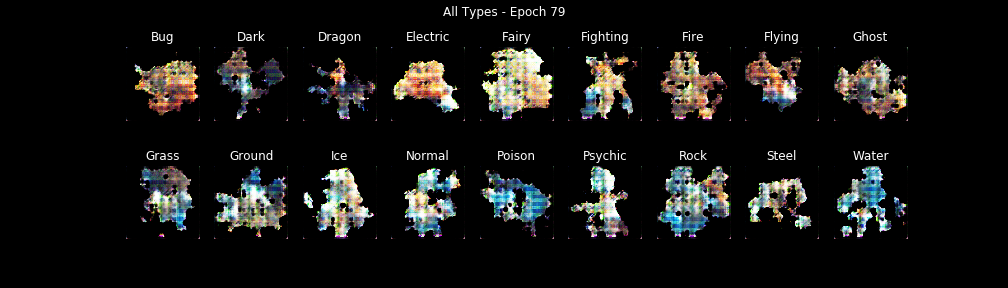 All Types - Epoch 79
Bug Dark Dragon Electric Fairy Fighting Fire Flying Ghost
Grass Ground Ice Normal Poison Psychic Rock Steel Water